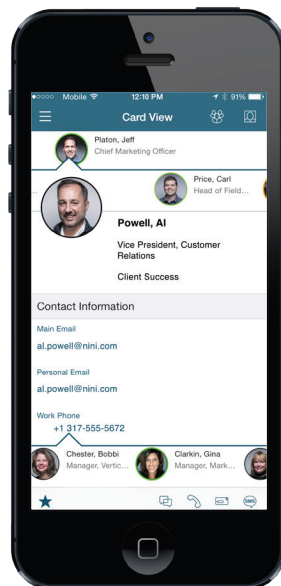 Mobile 12:10 PM 91%
Card View
Platon, Jeff
Chief Marketing Officer
...
Price, Carl
Head of Field...
Powell, Al
Vice President, Customer
Relations
Client Success
Contact Information
Main Email
al.powell@nini.com
Personal Email
al.powell@nini.com
Work Phone
+1 317-555-5672
Chester, Bobbi
Manager, Vertic...
Clarkin, Gina
Manager, Mark...
SMS